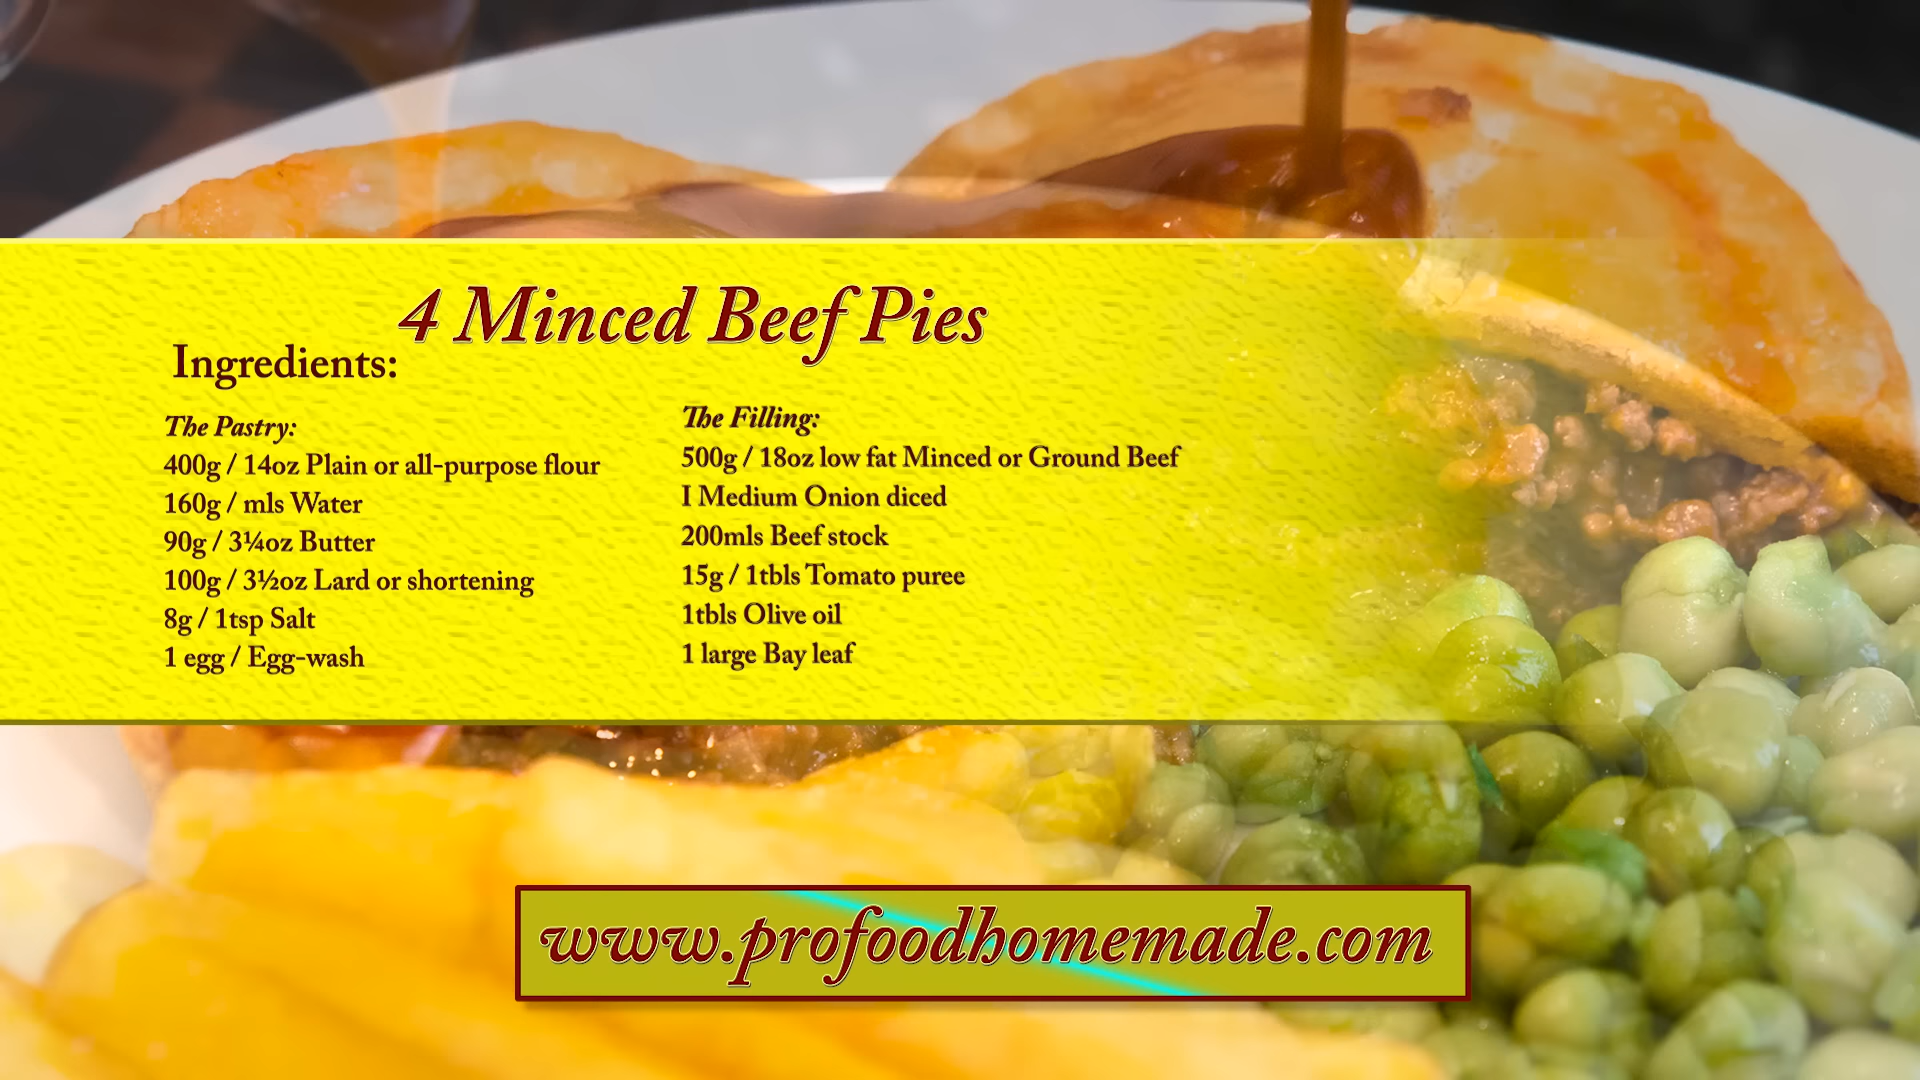 4 Minced Beef Pies
Ingredients:
The Pastry:
400g / 14oz Plain or all-purpose flour
160g / mls Water
90g / 3¼oz Butter
100g / 3½oz Lard or shortening
8g / 1tsp Salt
1 egg / Egg-wash
The Filling:
500g / 18oz low fat Minced or Ground Beef
I Medium Onion diced
200mls Beef stock
15g / 1tbls Tomato puree
1tbls Olive oil
1 large Bay leaf
www.profoodhomemade.com